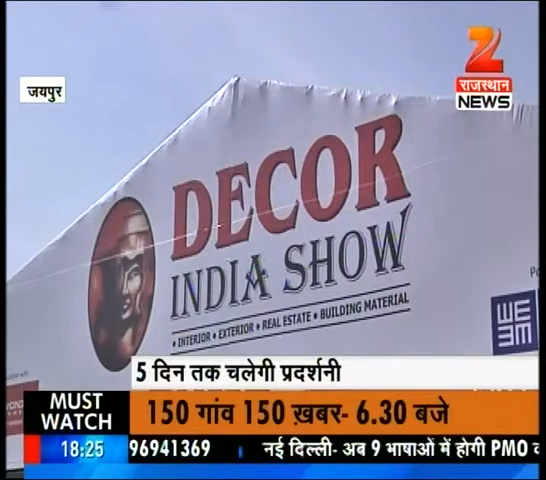 जयपुर
Z
राजस्थान
NEWS
DECOR
INDIA SHOW
• INTERIOR • EXTERIOR • REAL ESTATE • BUILDING MATERIAL
5 दिन तक चलेगी प्रदर्शनी
MUST WATCH
150 गांव 150 ख़बर- 6.30 बजे
18:25
96941369
नई दिल्ली- अब 9 भाषाओं में होगी PMO